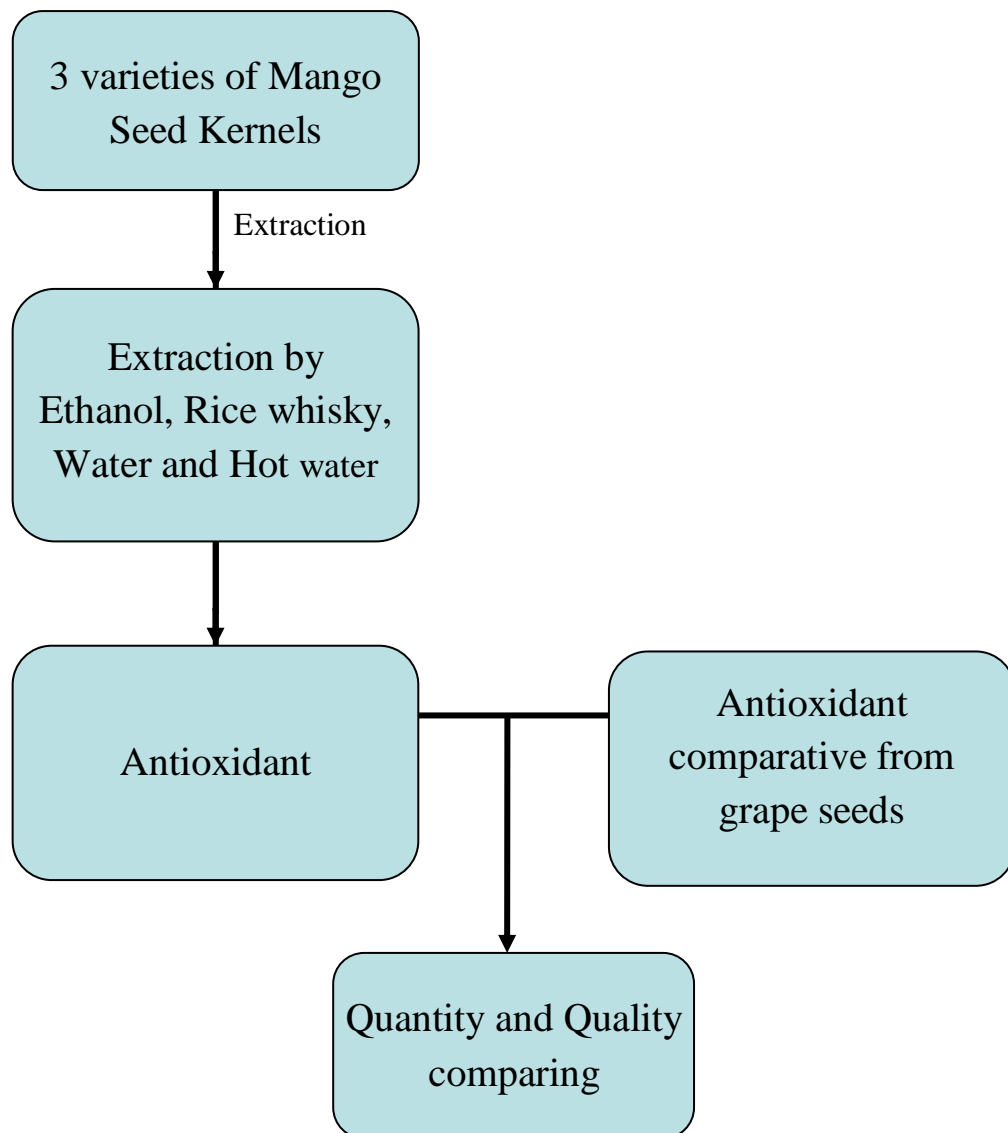 3 varieties of Mango
Seed Kernels
Extraction
Extraction by
Ethanol, Rice whisky,
Water and Hot water
Antioxidant
Antioxidant
comparative from
grape seeds
Quantity and Quality
comparing